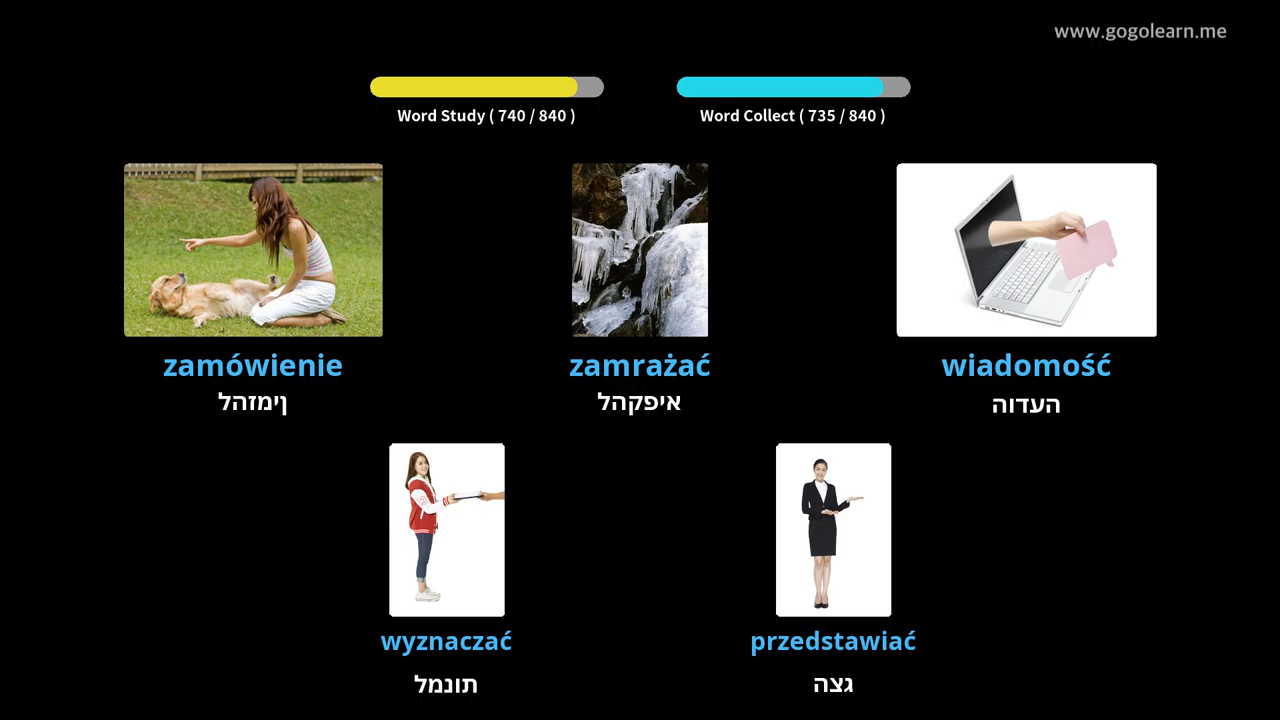 www.gogolearn.me
Word Study ( 740 / 840 )
Word Collect ( 735 / 840 )
zamówienie
ןימזהל
zamrażać
איפקהל
wiadomość
העדוה
wyznaczać
תונמל
przedstawiać
גצה